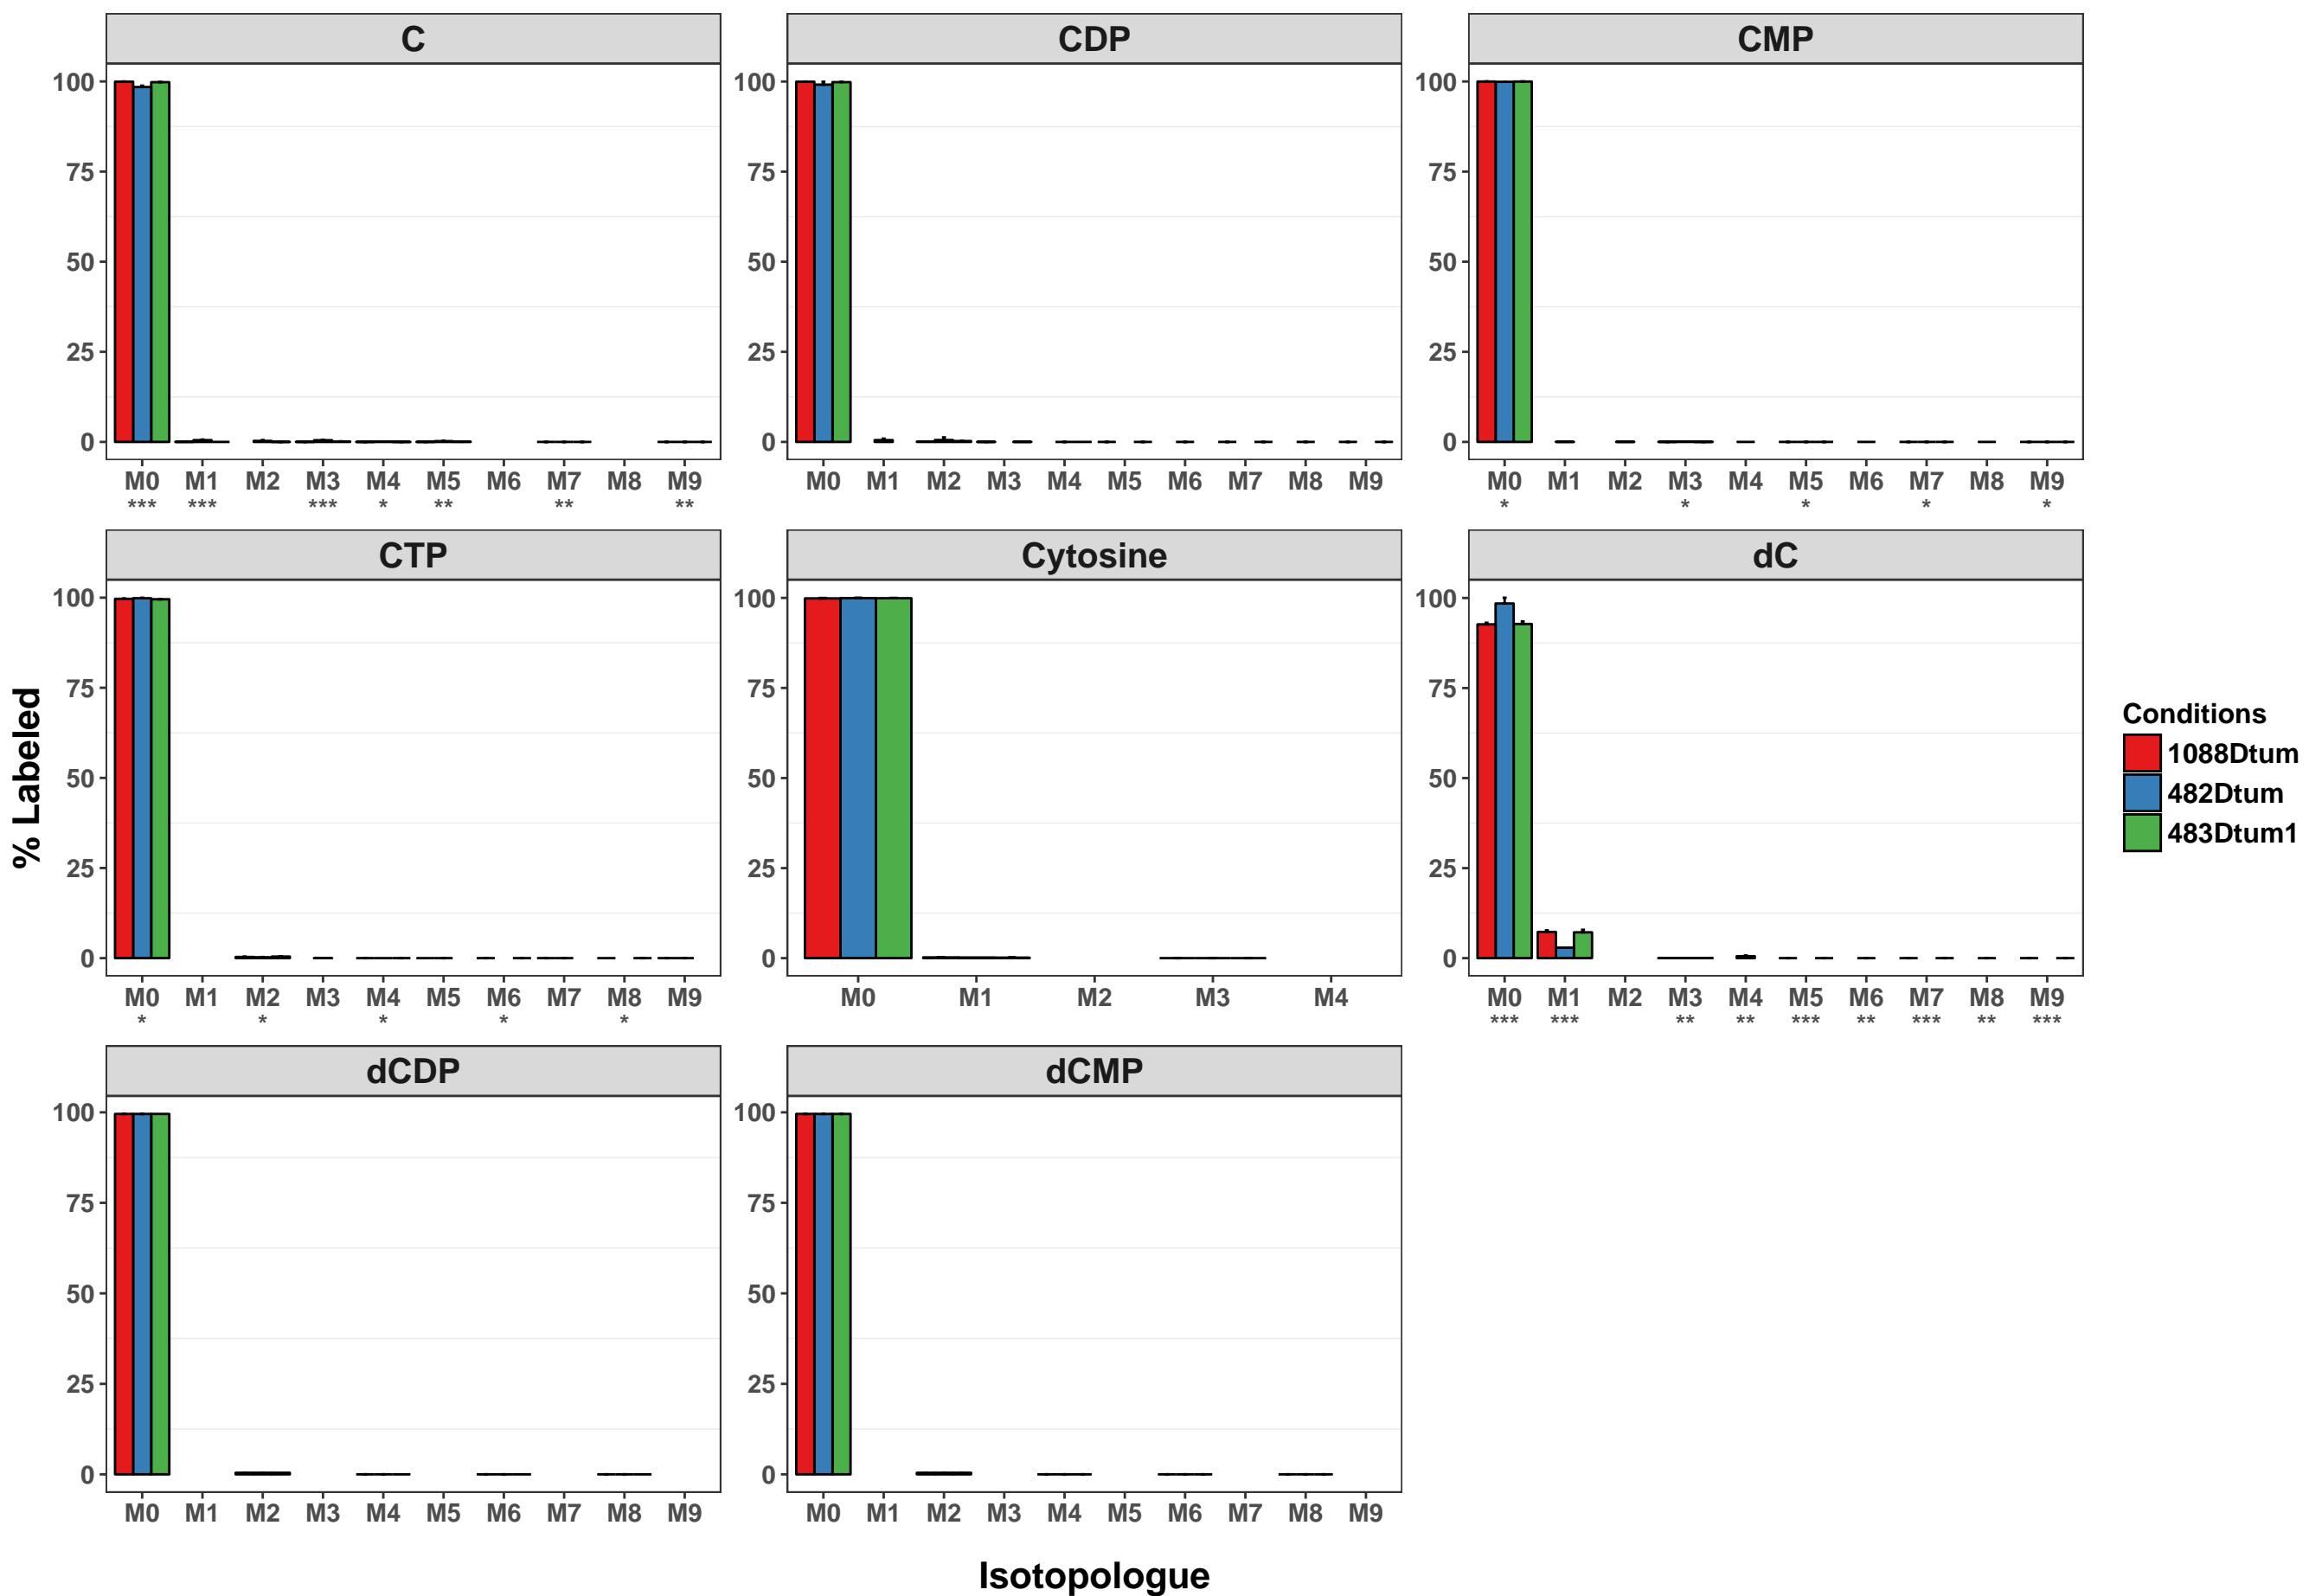 C CDP CMP
100 100 100
75 75 75
50 50 50
25 25 25
0 0 0
M0 M1 M2 M3 M4 M5 M6 M7 M8 M9 M0 M1 M2 M3 M4 M5 M6 M7 M8 M9 M0 M1 M2 M3 M4 M5 M6 M7 M8 M9
*** *** *** * ** ** ** * * * * *
CTP Cytosine dC
100 100 100
75 75 75
50 50 50
25 25 25
0 0 0
M0 M1 M2 M3 M4 M5 M6 M7 M8 M9 M0 M1 M2 M3 M4 M0 M1 M2 M3 M4 M5 M6 M7 M8 M9
* * * * * *** *** ** ** *** ** *** ** ***
% Labeled
Conditions
1088Dtum
482Dtum
483Dtum1
dCDP dCMP
100 100
75 75
50 50
25 25
0 0
M0 M1 M2 M3 M4 M5 M6 M7 M8 M9 M0 M1 M2 M3 M4 M5 M6 M7 M8 M9
Isotopologue